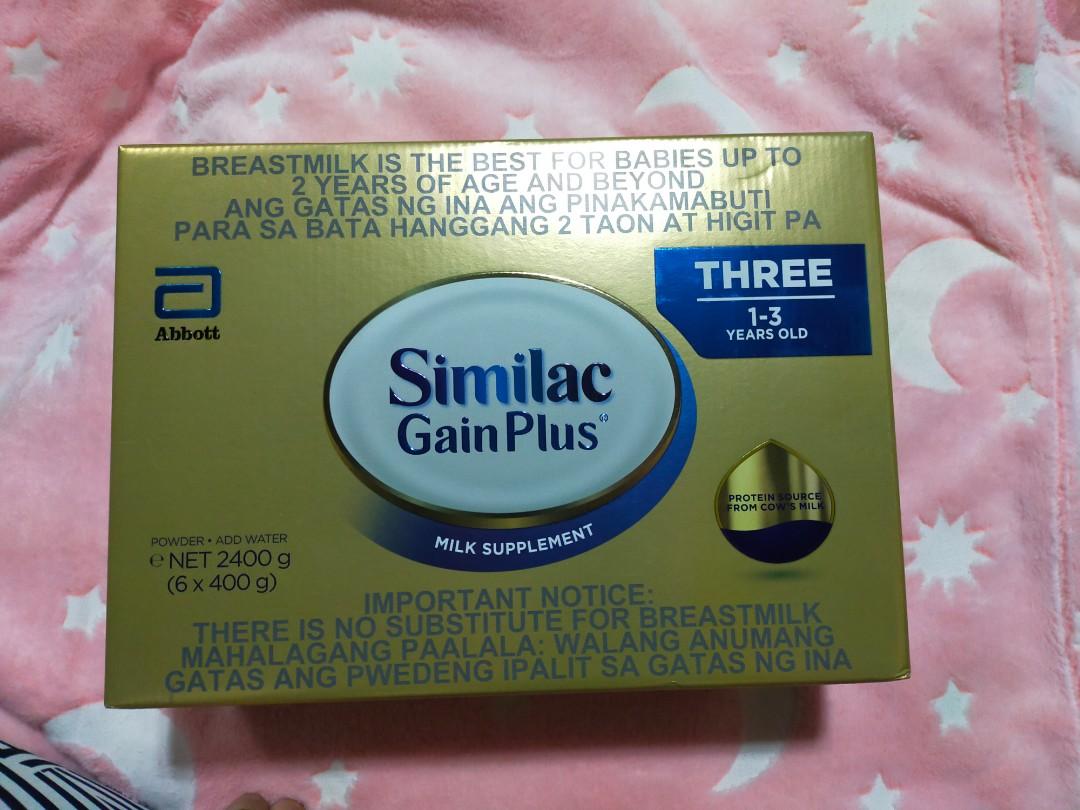 BREASTMILK IS THE BEST FOR BABIES UP TO
2 YEARS OF AGE AND BEYOND
ANG GATAS NG INA ANG PINAKAMABUTI
PARA SA BATA HANGGANG 2 TAON AT HIGIT PA
Abbott
THREE
1-3
YEARS OLD
Similac
Gain Plus
MILK SUPPLEMENT
PROTEIN SOURCE
FROM COW'S MILK
POWDER • ADD WATER
℮ NET 2400 g
(6 x 400 g)
IMPORTANT NOTICE:
THERE IS NO SUBSTITUTE FOR BREASTMILK
MAHALAGANG PAALALA: WALANG ANUMANG
GATAS ANG PWEDENG IPALIT SA GATAS NG INA